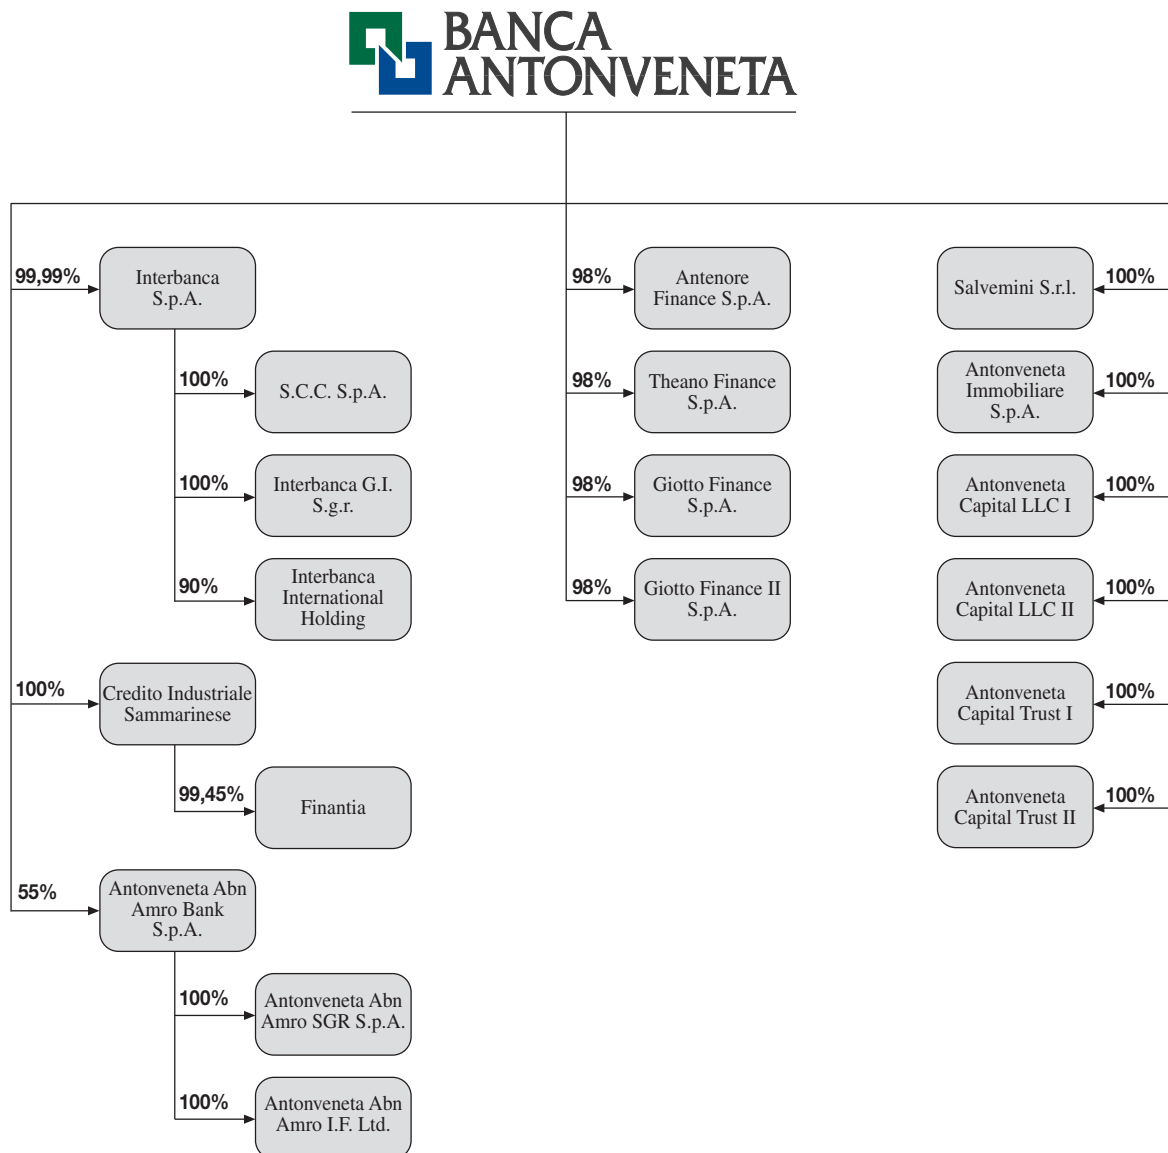 BANCA
ANTONVENETA
99,99%
Interbanca
S.p.A.
100%
S.C.C. S.p.A.
100%
Interbanca G.I.
S.g.r.
90%
Interbanca
International
Holding
100%
Credito Industriale
Sammarinese
99,45%
Finantia
55%
Antonveneta Abn
Amro Bank
S.p.A.
100%
Antonveneta Abn
Amro SGR S.p.A.
100%
Antonveneta Abn
Amro I.F. Ltd.
98%
Antenore
Finance S.p.A.
98%
Theano Finance
S.p.A.
98%
Giotto Finance
S.p.A.
98%
Giotto Finance II
S.p.A.
Salvemini S.r.l.
100%
Antonveneta
Immobiliare
S.p.A.
100%
Antonveneta
Capital LLC I
100%
Antonveneta
Capital LLC II
100%
Antonveneta
Capital Trust I
100%
Antonveneta
Capital Trust II
100%